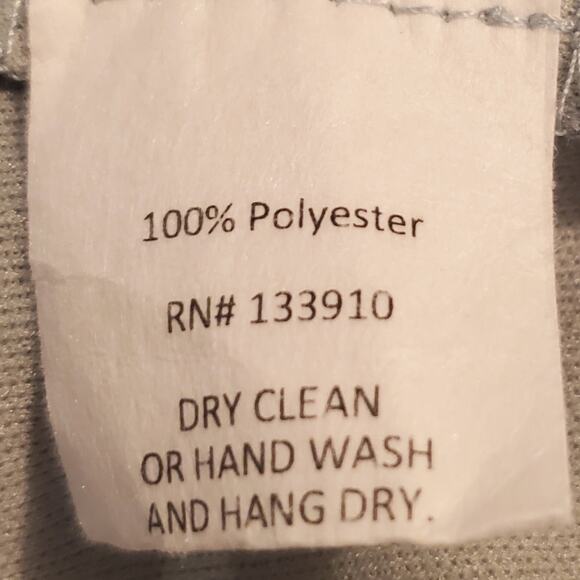 100% Polyester
RN# 133910
DRY CLEAN
OR HAND WASH
AND HANG DRY.